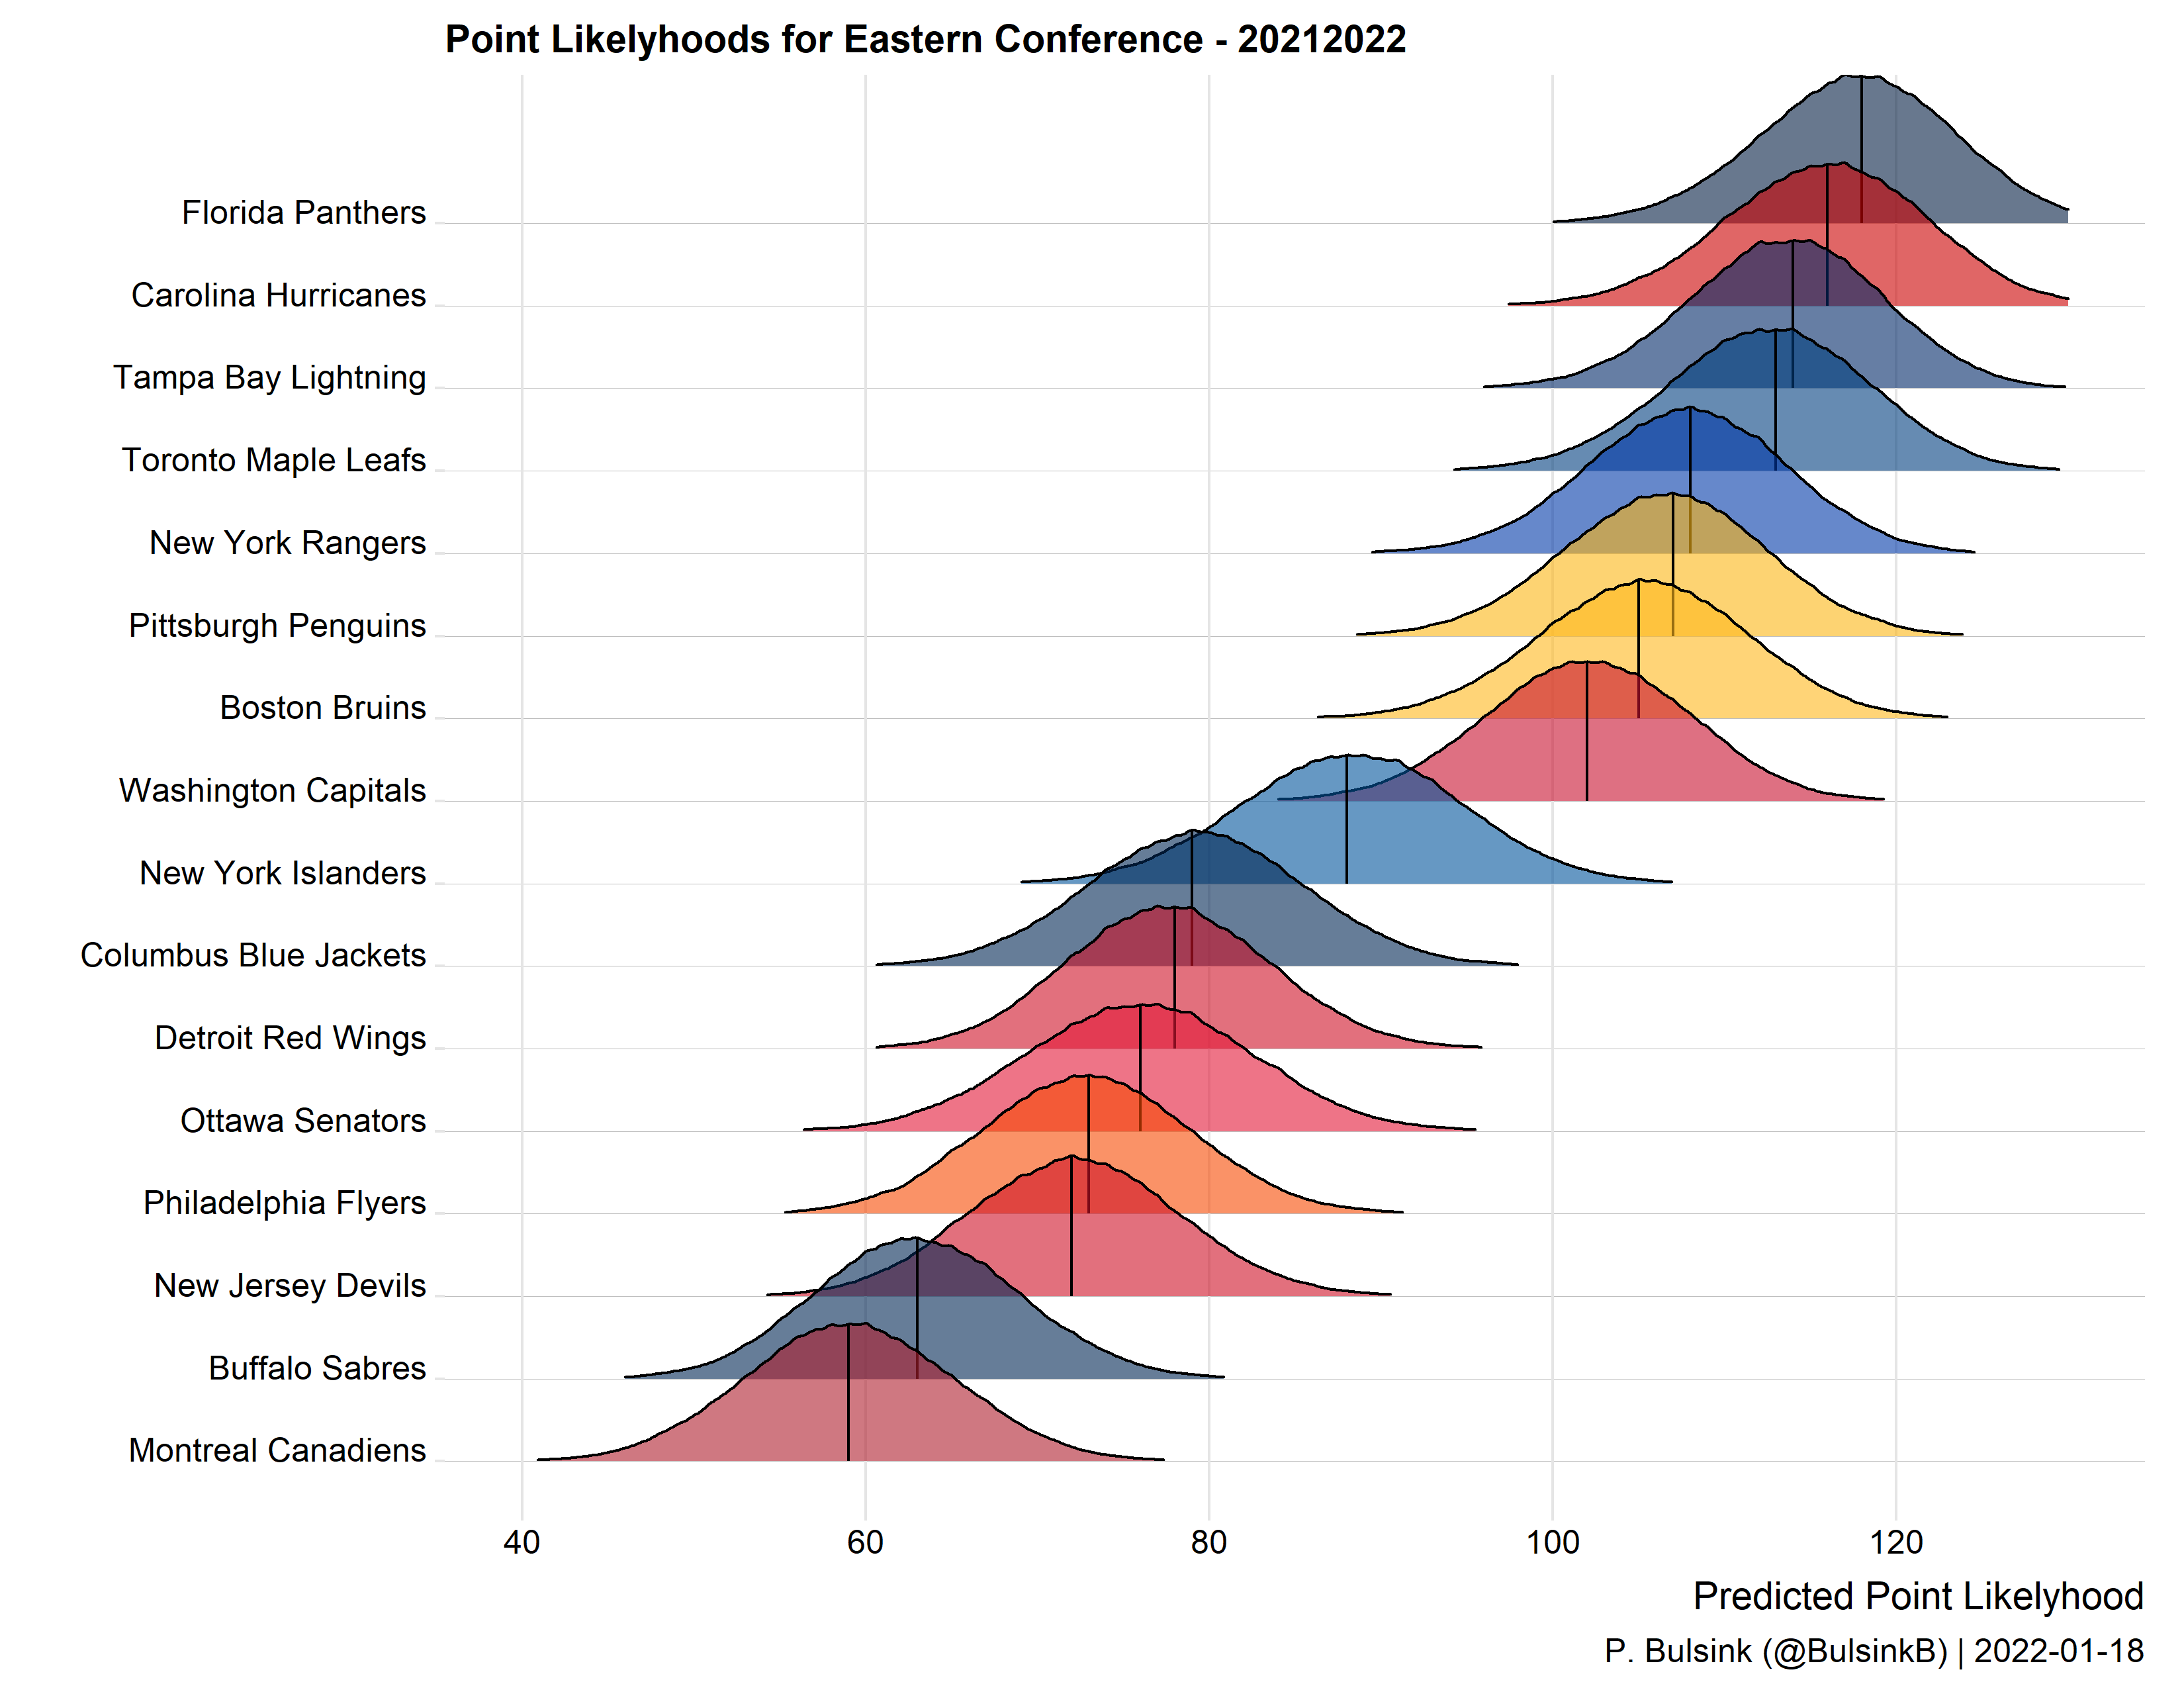 Point Likelyhoods for Eastern Conference - 20212022
Florida Panthers
Carolina Hurricanes
Tampa Bay Lightning
Toronto Maple Leafs
New York Rangers
Pittsburgh Penguins
Boston Bruins
Washington Capitals
New York Islanders
Columbus Blue Jackets
Detroit Red Wings
Ottawa Senators
Philadelphia Flyers
New Jersey Devils
Buffalo Sabres
Montreal Canadiens
40 60 80 100 120
Predicted Point Likelyhood
P. Bulsink (@BulsinkB) | 2022-01-18